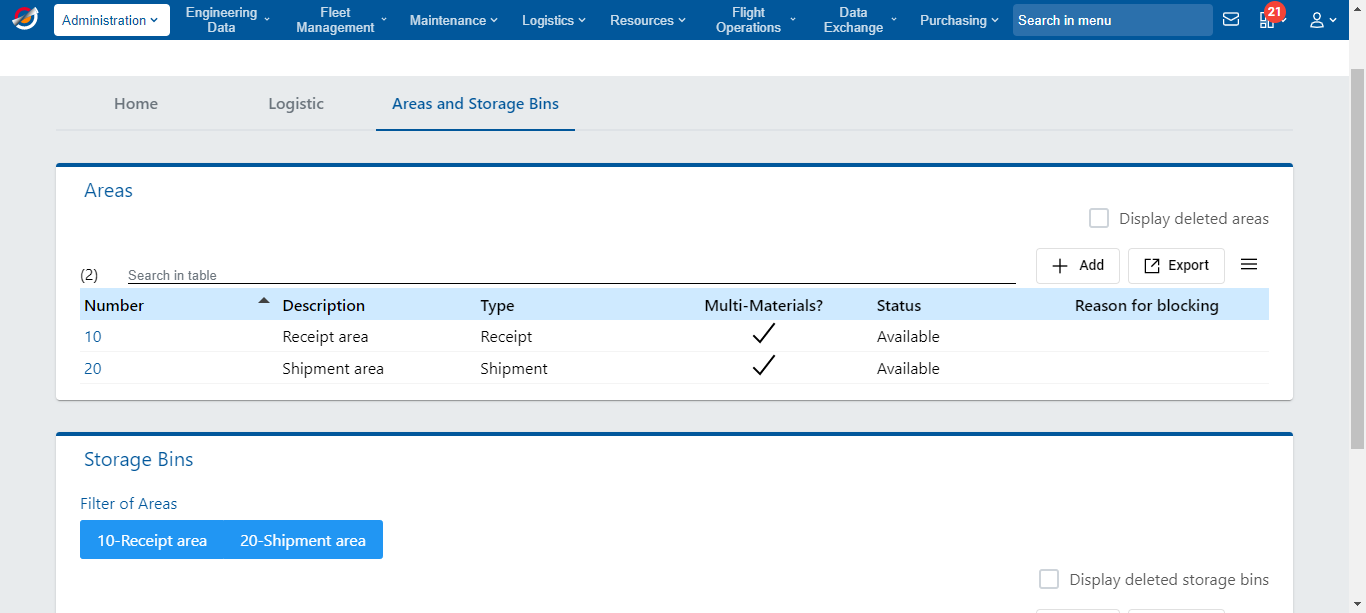 Administration
Engineering
Data
Fleet
Management
Maintenance
Logistics
Resources
Flight
Operations
Data
Exchange
Purchasing
Search in menu
21
Home Logistic Areas and Storage Bins
Areas
Display deleted areas
(2) Search in table Add Export
Number Description Type Multi-Materials? Status Reason for blocking
10 Receipt area Receipt Available
20 Shipment area Shipment Available
Storage Bins
Filter of Areas
10-Receipt area 20-Shipment area
Display deleted storage bins